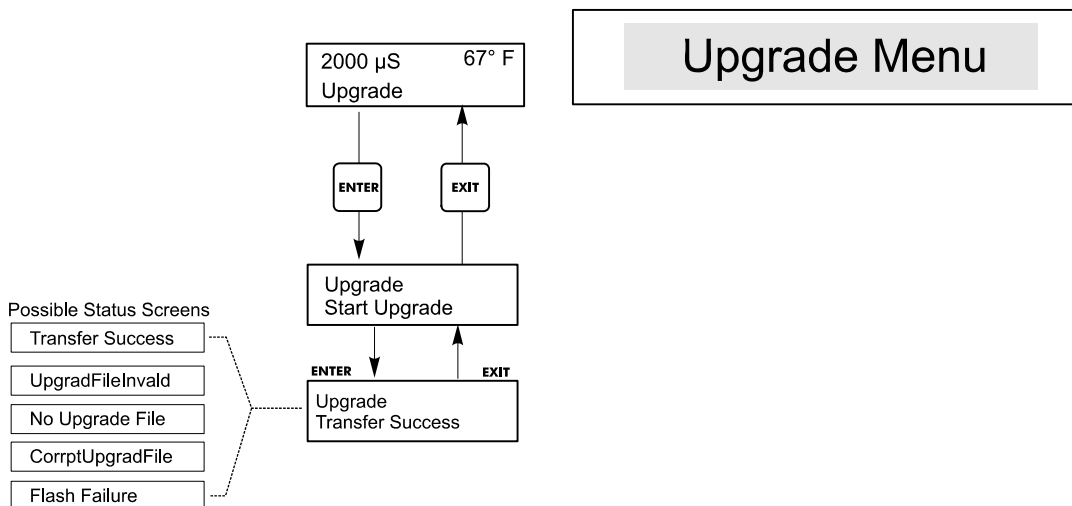 Upgrade Menu
2000 µS 67° F
Upgrade
ENTER EXIT
Upgrade
Start Upgrade
Possible Status Screens
Transfer Success
UpgradFileInvald
No Upgrade File
CorrptUpgradFile
Flash Failure
ENTER EXIT
Upgrade
Transfer Success